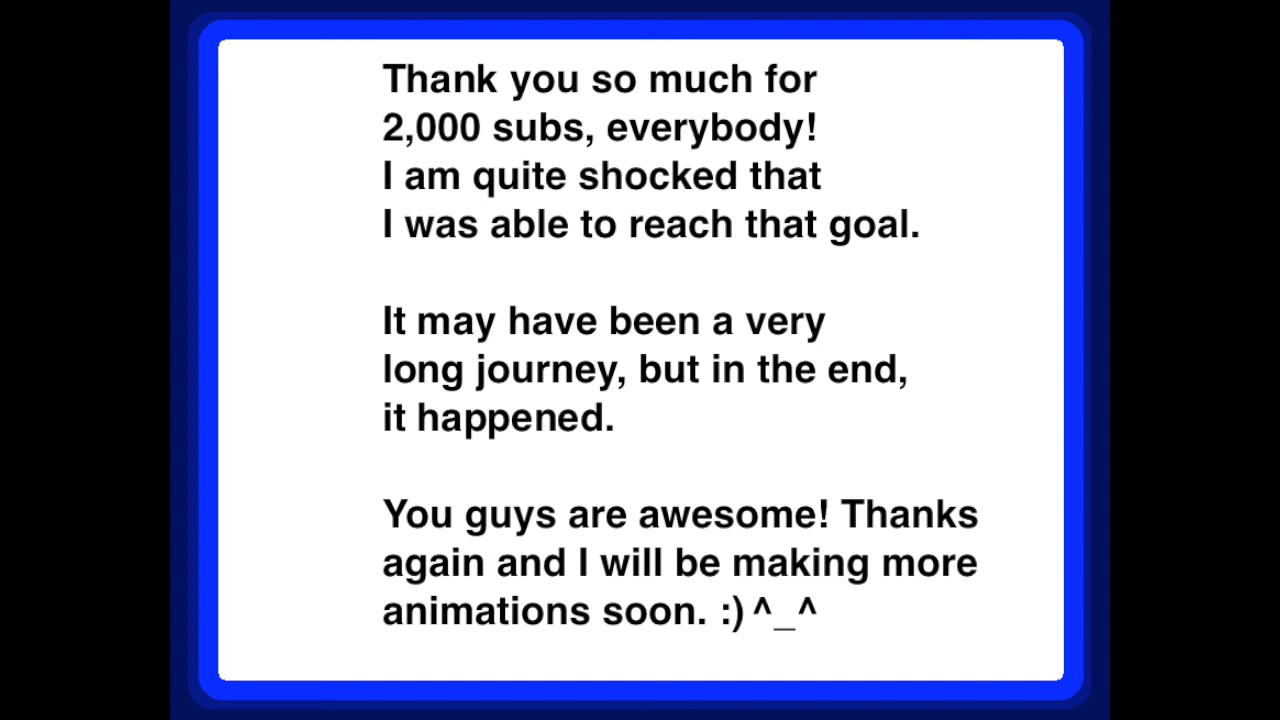 Thank you so much for
2,000 subs, everybody!
I am quite shocked that
I was able to reach that goal.
It may have been a very
long journey, but in the end,
it happened.
You guys are awesome! Thanks
again and I will be making more
animations soon. :) ^_^